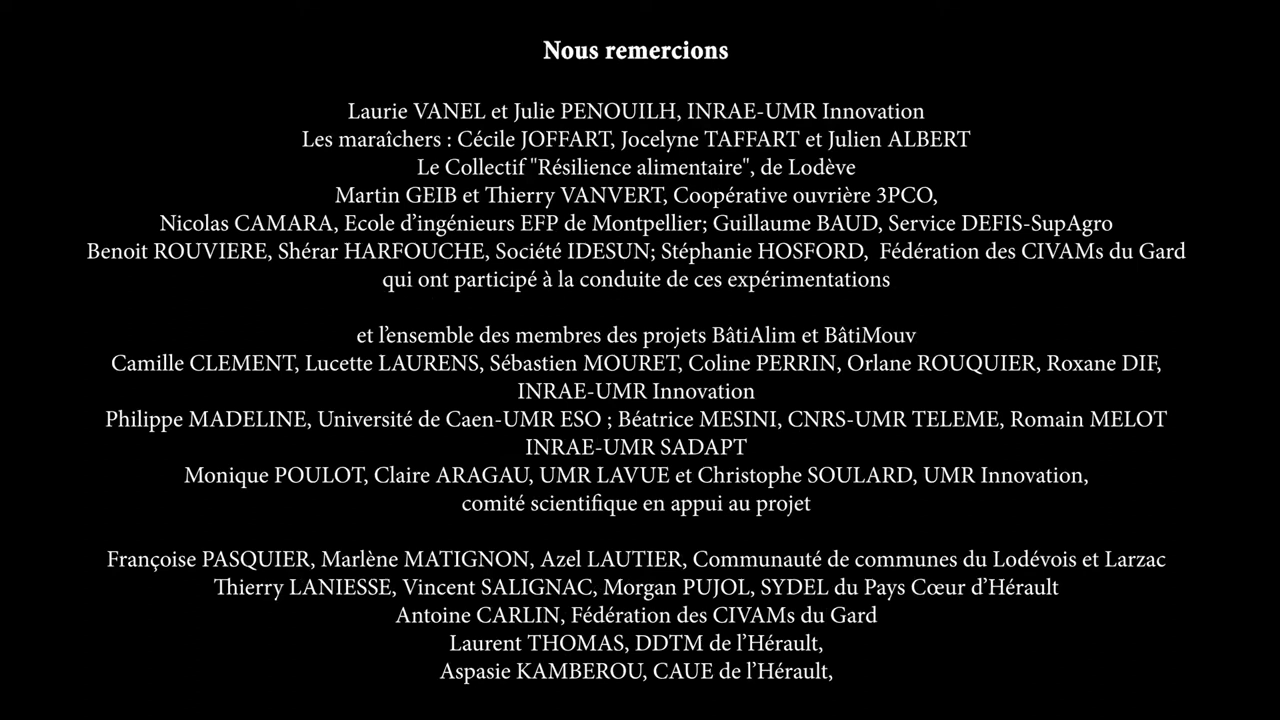 Nous remercions
Laurie VANEL et Julie PENOUILH, INRAE-UMR Innovation
Les maraîchers : Cécile JOFFART, Jocelyne TAFFART et Julien ALBERT
Le Collectif "Résilience alimentaire", de Lodève
Martin GEIB et Thierry VANVERT, Coopérative ouvrière 3PCO,
Nicolas CAMARA, Ecole d’ingénieurs EFP de Montpellier; Guillaume BAUD, Service DEFIS-SupAgro
Benoit ROUVIERE, Shérar HARFOUCHE, Société IDESUN; Stéphanie HOSFORD,  Fédération des CIVAMs du Gard
qui ont participé à la conduite de ces expérimentations
et l’ensemble des membres des projets BâtiAlim et BâtiMouv
Camille CLEMENT, Lucette LAURENS, Sébastien MOURET, Coline PERRIN, Orlane ROUQUIER, Roxane DIF,
INRAE-UMR Innovation
Philippe MADELINE, Université de Caen-UMR ESO ; Béatrice MESINI, CNRS-UMR TELEME, Romain MELOT
INRAE-UMR SADAPT
Monique POULOT, Claire ARAGAU, UMR LAVUE et Christophe SOULARD, UMR Innovation,
comité scientifique en appui au projet
Françoise PASQUIER, Marlène MATIGNON, Azel LAUTIER, Communauté de communes du Lodévois et Larzac
Thierry LANIESSE, Vincent SALIGNAC, Morgan PUJOL, SYDEL du Pays Cœur d’Hérault
Antoine CARLIN, Fédération des CIVAMs du Gard
Laurent THOMAS, DDTM de l’Hérault,
Aspasie KAMBEROU, CAUE de l’Hérault,